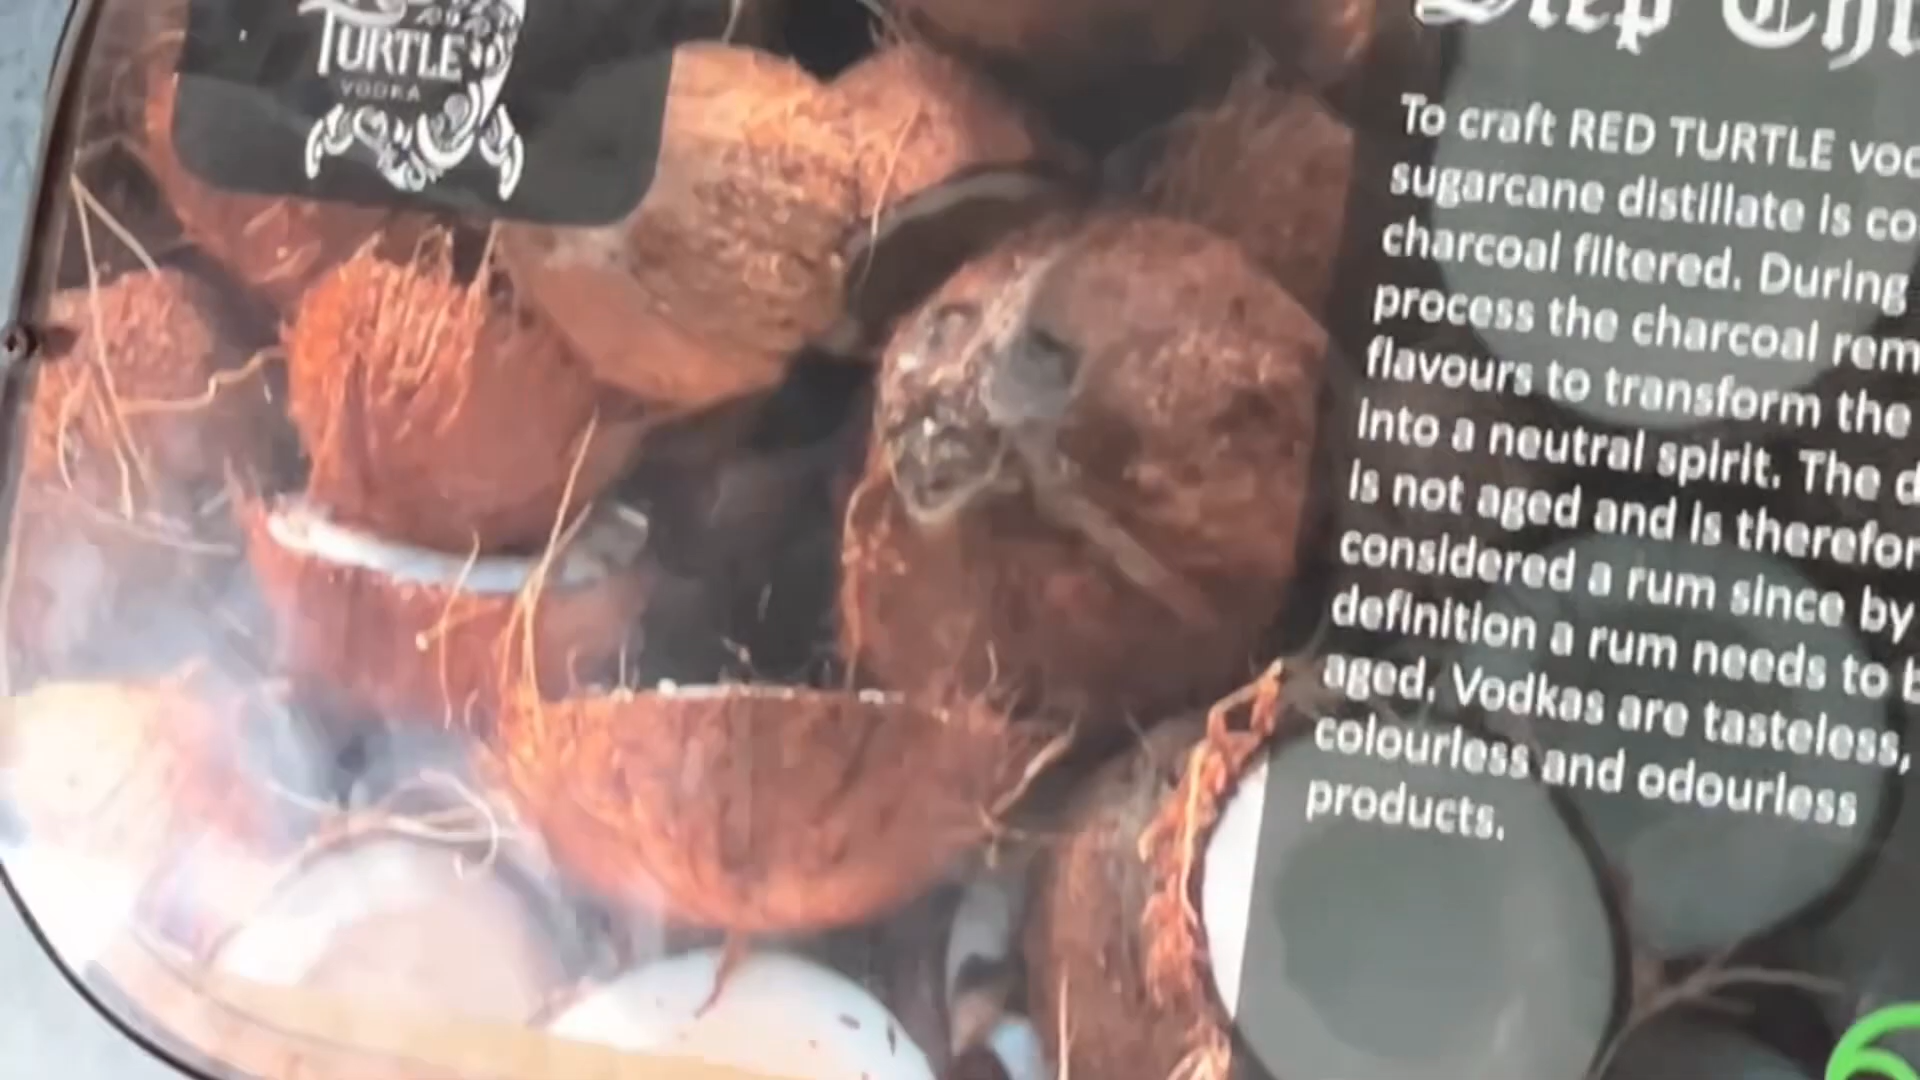 TURTLE
VODKA
Step
To craft RED TURTLE
sugarcane distillate is
charcoal filtered. During
process the charcoal
flavours to transform the
into a neutral spirit. The
is not aged and is
considered a rum since by
definition a rum needs to
aged. Vodkas are tasteless,
colourless and odourless
products.